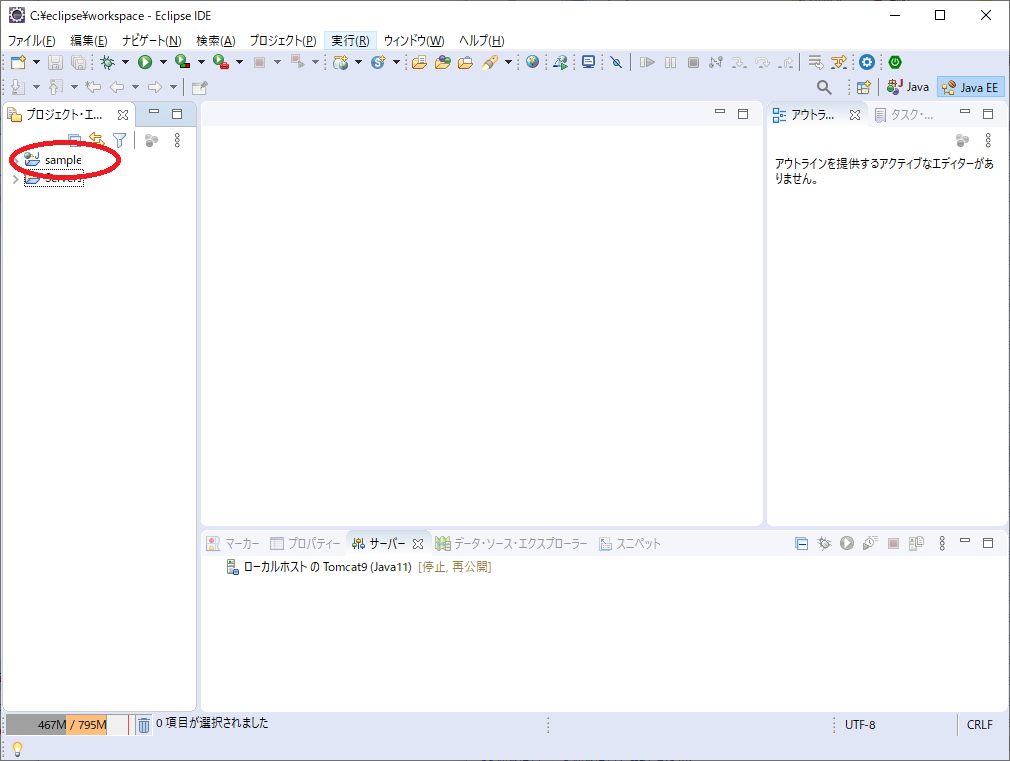 C:¥eclipse¥workspace - Eclipse IDE
ファイル(F) 編集(E) ナビゲート(N) 検索(A) プロジェクト(P) 実行(R) ウィンドウ(W) ヘルプ(H)
Java Java EE
プロジェクト・エ...
アウトラ... タスク・...
sample
Servers
アウトラインを提供するアクティブなエディターがあ
りません。
マーカー プロパティー サーバー データ・ソース・エクスプローラー スニペット
ローカルホスト の Tomcat9 (Java11) [停止, 再公開]
467M / 795M 0 項目が選択されました UTF-8 CRLF